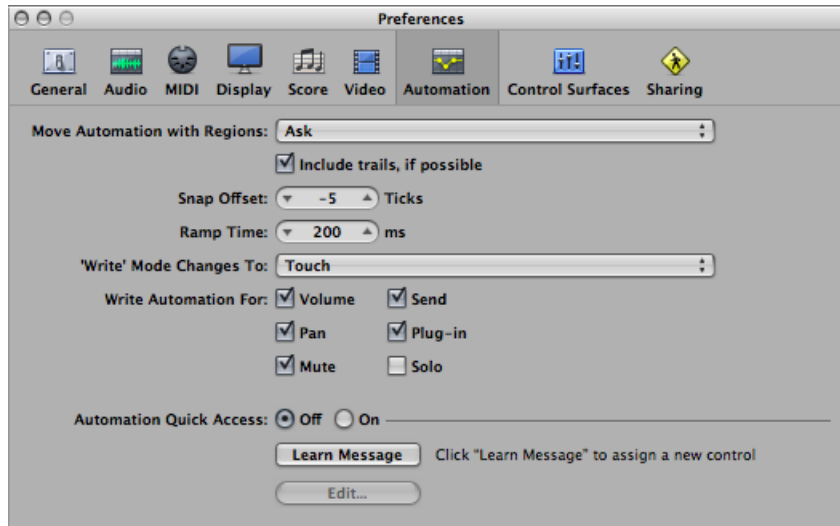 Preferences
General Audio MIDI Display Score Video Automation Control Surfaces Sharing
Move Automation with Regions: Ask
Include trails, if possible
Snap Offset: -5 Ticks
Ramp Time: 200 ms
'Write' Mode Changes To: Touch
Write Automation For: Volume Send
Pan Plug-in
Mute Solo
Automation Quick Access: Off On
Learn Message Click "Learn Message" to assign a new control
Edit...